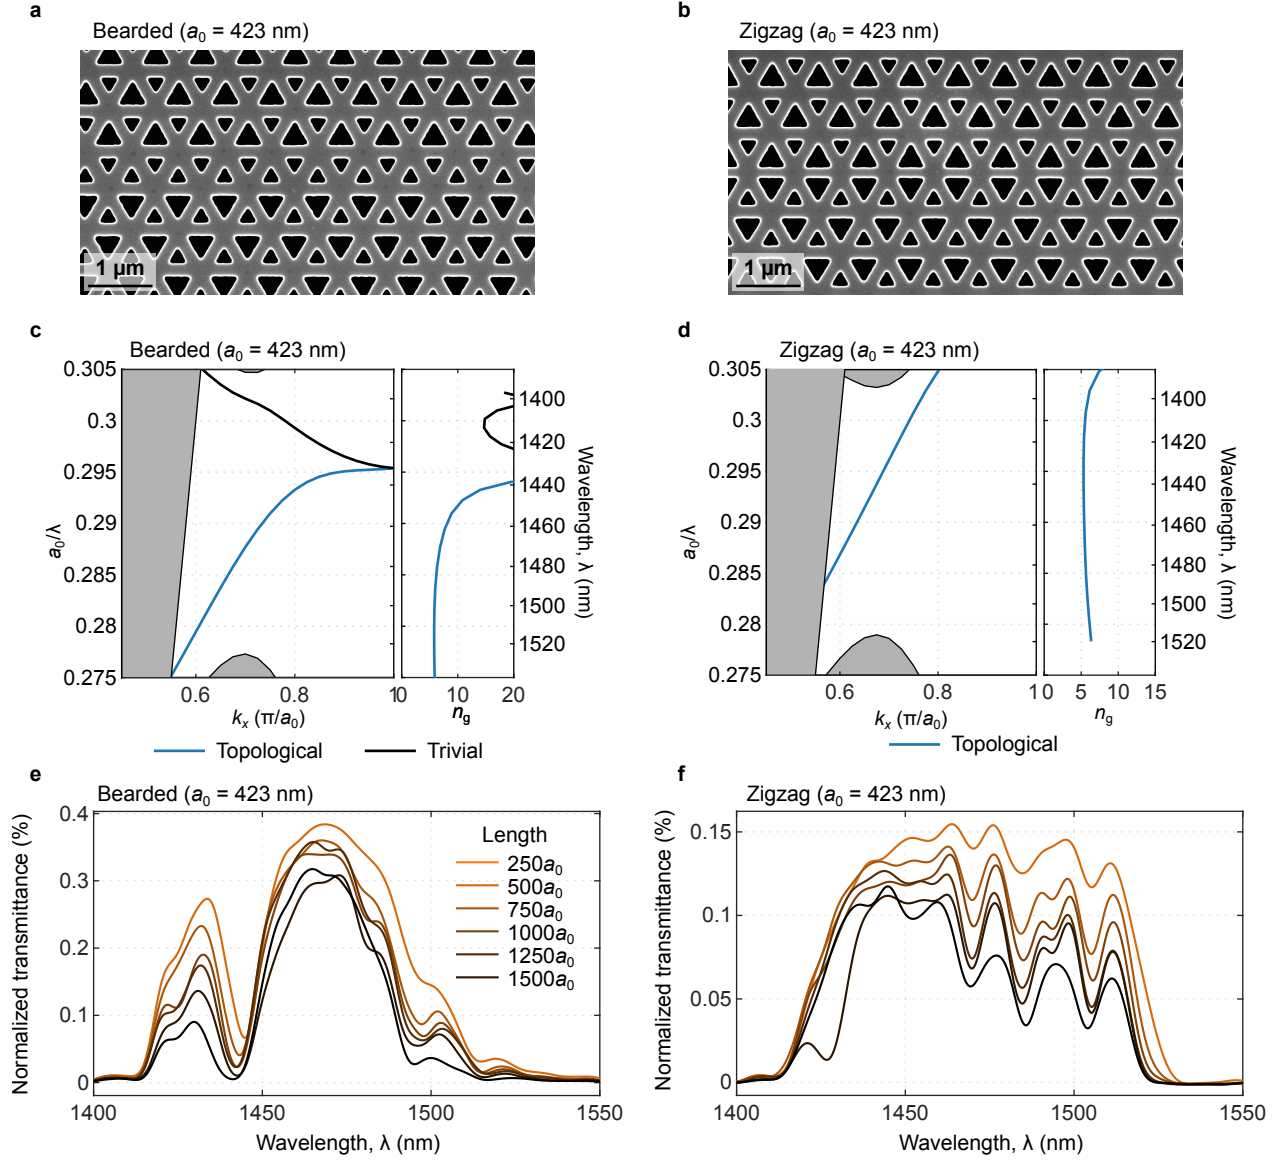 a
Bearded (a₀ = 423 nm)
1 μm
b
Zigzag (a₀ = 423 nm)
1 μm
c
Bearded (a₀ = 423 nm)
0.305
0.3
0.295
0.29
0.285
0.28
0.275
a₀/λ
0.6
0.8
1
kₓ (π/a₀)
0
10
20
n_g
1400
1420
1440
1460
1480
1500
1520
Wavelength, λ (nm)
Topological
Trivial
d
Zigzag (a₀ = 423 nm)
0.305
0.3
0.295
0.29
0.285
0.28
0.275
a₀/λ
0.6
0.8
1
kₓ (π/a₀)
0
5
10
15
n_g
1400
1420
1440
1460
1480
1500
1520
Wavelength, λ (nm)
Topological
e
Bearded (a₀ = 423 nm)
0.4
0.3
0.2
0.1
0
Normalized transmittance (%)
Length
250a₀
500a₀
750a₀
1000a₀
1250a₀
1500a₀
1400
1450
1500
1550
Wavelength, λ (nm)
f
Zigzag (a₀ = 423 nm)
0.15
0.1
0.05
0
Normalized transmittance (%)
1400
1450
1500
1550
Wavelength, λ (nm)